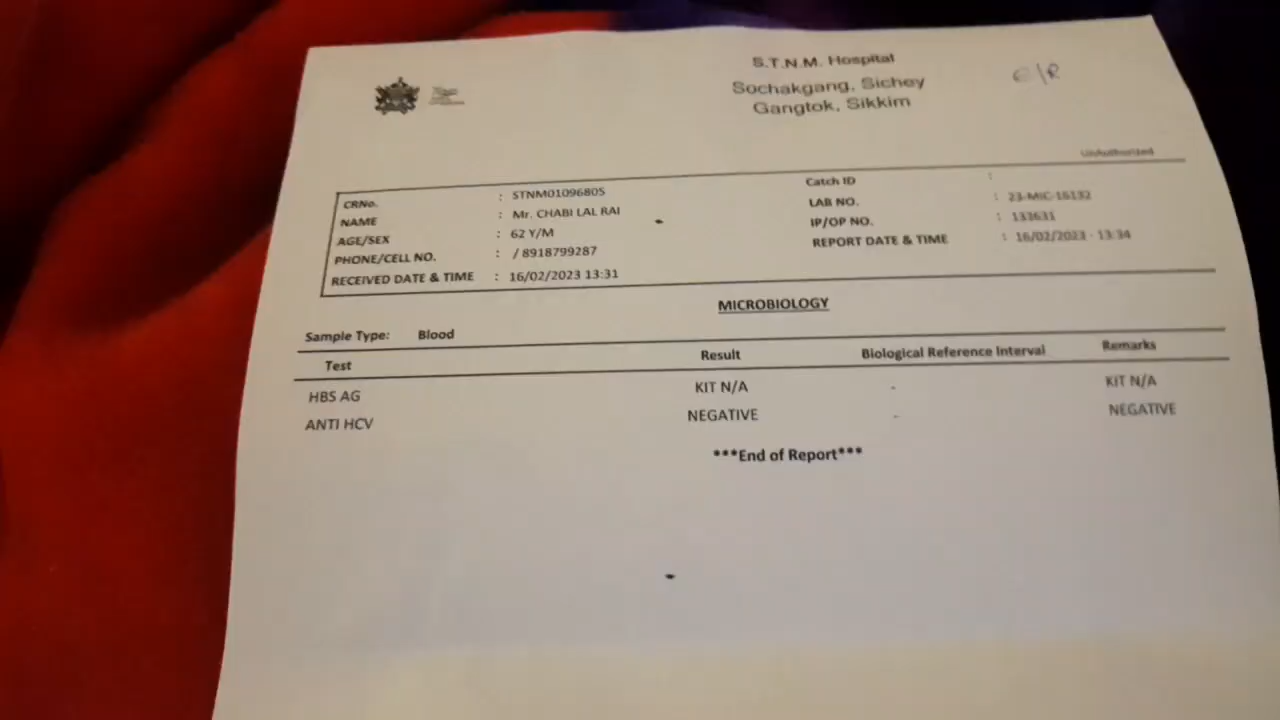 S.T.N.M. Hospital
Sochakgang, Sichey
Gangtok, Sikkim
UnAuthorized
CRNo. : STNM01096805
NAME : Mr. CHABI LAL RAI
AGE/SEX : 62 Y/M
PHONE/CELL NO. : / 8918799287
RECEIVED DATE & TIME : 16/02/2023 13:31
Catch ID :
LAB NO. : 23-MIC-16132
IP/OP NO. : 133631
REPORT DATE & TIME : 16/02/2023 - 13:34
MICROBIOLOGY
Sample Type: Blood
Test Result Biological Reference Interval Remarks
HBS AG KIT N/A - KIT N/A
ANTI HCV NEGATIVE - NEGATIVE
***End of Report***